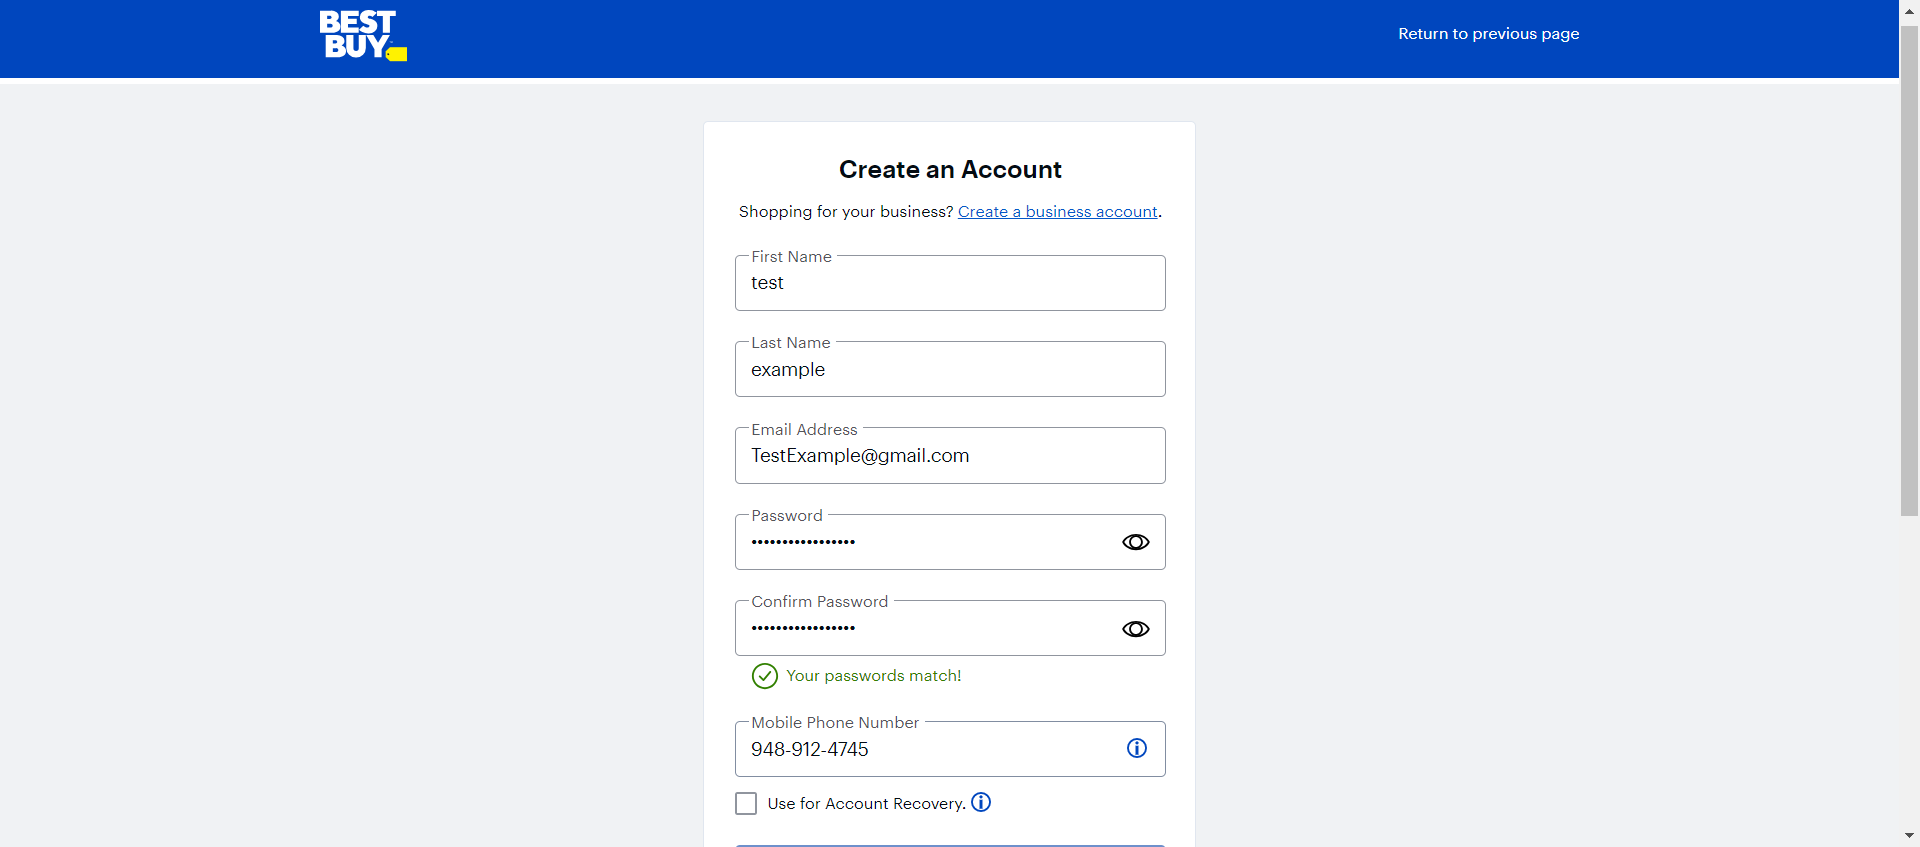 BEST
BUY
Return to previous page
Create an Account
Shopping for your business? Create a business account.
First Name
test
Last Name
example
Email Address
TestExample@gmail.com
Password
•••••••••••••••••
Confirm Password
•••••••••••••••••
Your passwords match!
Mobile Phone Number
948-912-4745
Use for Account Recovery.